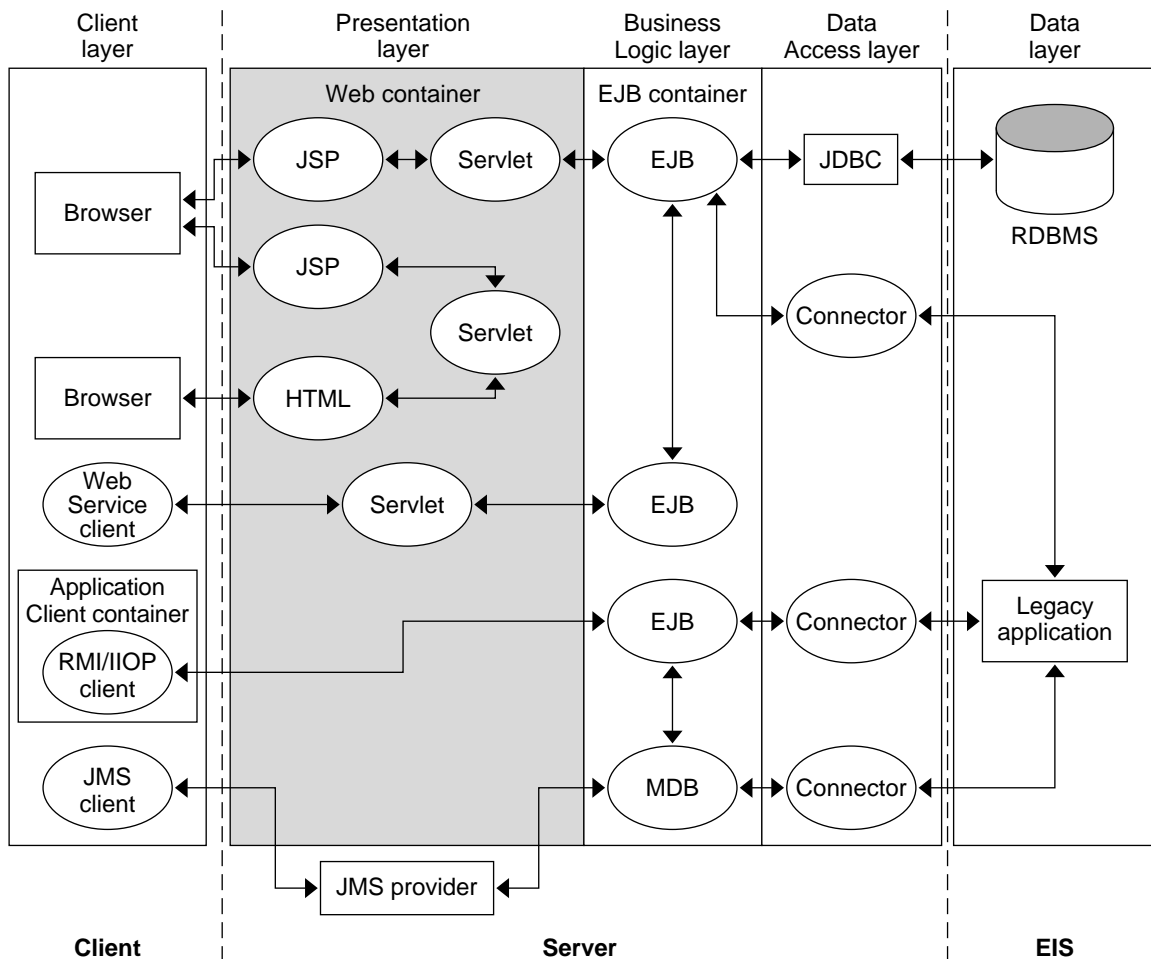 Client
layer
Presentation
layer
Business
Logic layer
Data
Access layer
Data
layer
Web container
EJB container
JSP
Servlet
EJB
JDBC
Browser
RDBMS
JSP
Servlet
Connector
Browser
HTML
Web
Service
client
Servlet
EJB
Application
Client container
RMI/IIOP
client
EJB
Connector
Legacy
application
JMS
client
MDB
Connector
JMS provider
Client
Server
EIS